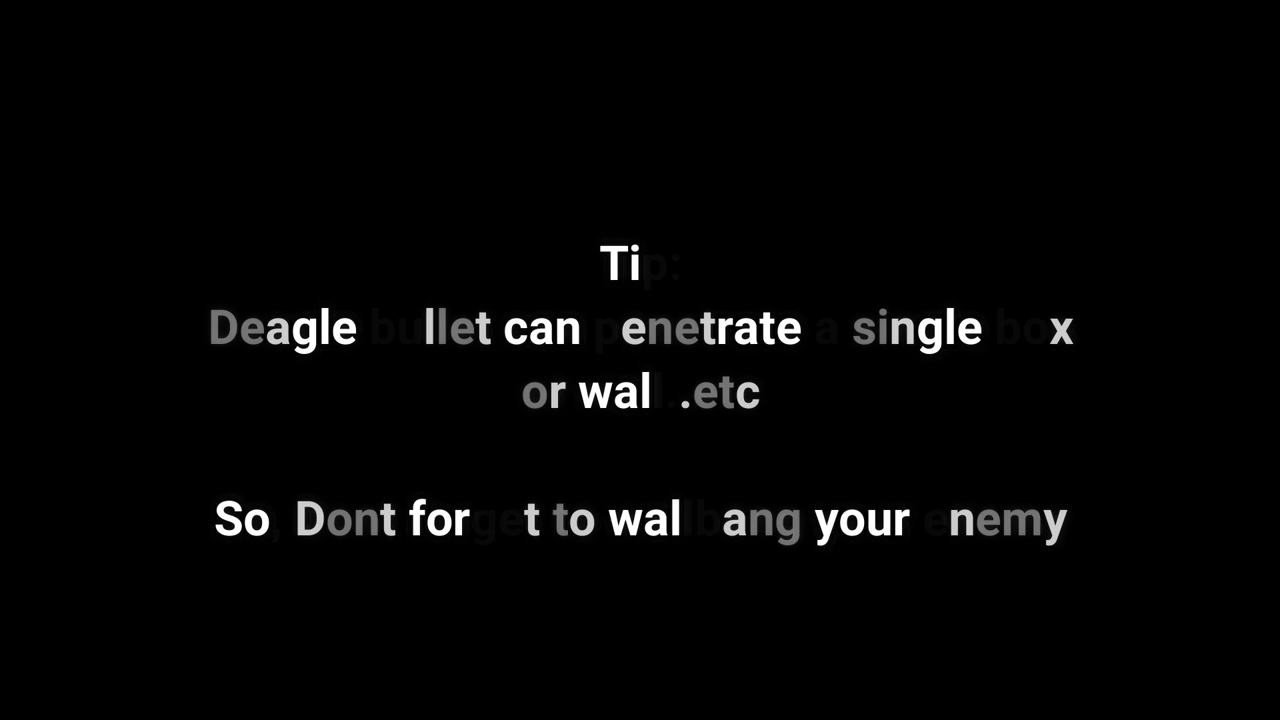 Tip:
Deagle bullet can penetrate a single box
or wall..etc
So, Dont forget to wallbang your enemy